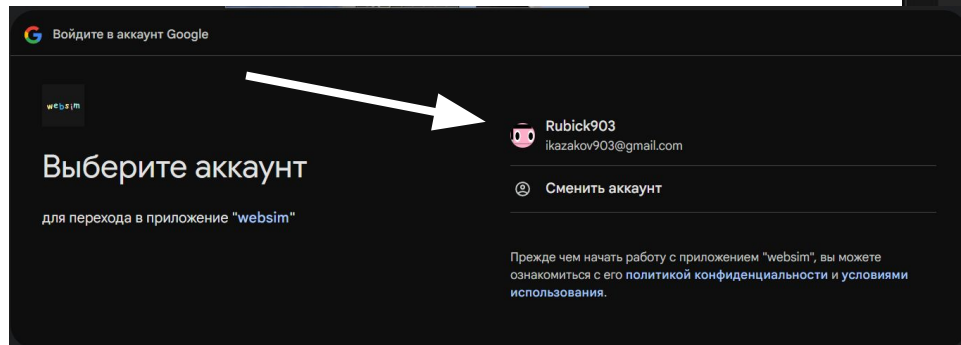 Войдите в аккаунт Google
websim
Выберите аккаунт
для перехода в приложение "websim"
Rubick903
ikazakov903@gmail.com
Сменить аккаунт
Прежде чем начать работу с приложением "websim", вы можете
ознакомиться с его политикой конфиденциальности и условиями
использования.